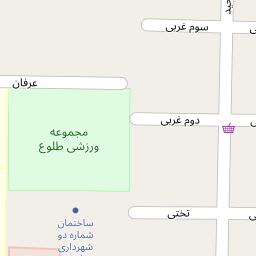 سوم غربی
عرفان
دوم غربی
مجموعه
ورزشی طلوع
تختی
ساختمان
شماره دو
شهرداری